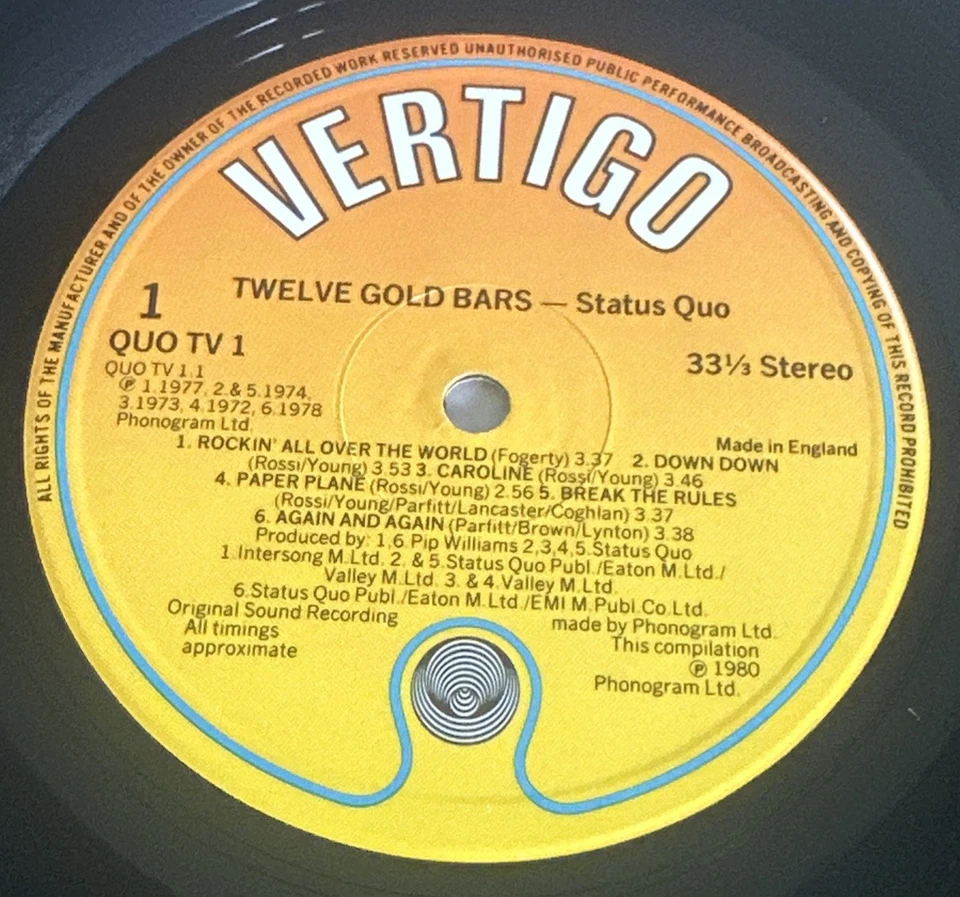 ALL RIGHTS OF THE MANUFACTURER AND OF THE OWNER OF THE RECORDED WORK RESERVED UNAUTHORISED PUBLIC PERFORMANCE BROADCASTING AND COPYING OF THIS RECORD PROHIBITED
VERTIGO
TWELVE GOLD BARS — Status Quo
1
QUO TV 1
33⅓ Stereo
QUO TV 1.1
℗ 1.1977, 2.& 5.1974,
3.1973, 4.1972, 6.1978
Phonogram Ltd.
Made in England
1. ROCKIN' ALL OVER THE WORLD (Fogerty) 3.37 2. DOWN DOWN
(Rossi/Young) 3.53 3. CAROLINE (Rossi/Young) 3.46
4. PAPER PLANE (Rossi/Young) 2.56 5. BREAK THE RULES
(Rossi/Young/Parfitt/Lancaster/Coghlan) 3.37
6. AGAIN AND AGAIN (Parfitt/Brown/Lynton) 3.38
Produced by: 1,6.Pip Williams 2,3,4,5.Status Quo
1.Intersong M.Ltd. 2. & 5.Status Quo Publ./Eaton M.Ltd./
Valley M.Ltd. 3. & 4.Valley M.Ltd.
6.Status Quo Publ./Eaton M.Ltd./EMI M.Publ.Co.Ltd.
Original Sound Recording made by Phonogram Ltd.
All timings approximate
This compilation
℗ 1980
Phonogram Ltd.